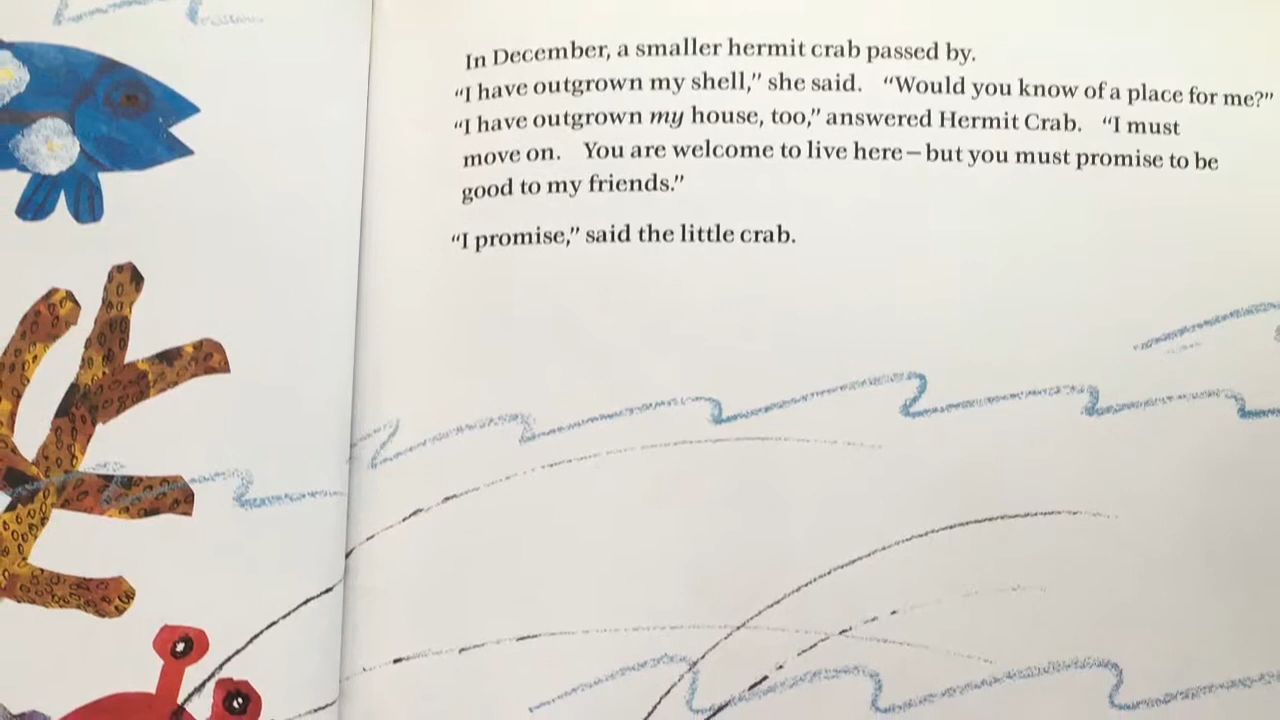 In December, a smaller hermit crab passed by.
“I have outgrown my shell,” she said. “Would you know of a place for me?”
“I have outgrown my house, too,” answered Hermit Crab. “I must
move on. You are welcome to live here—but you must promise to be
good to my friends.”
“I promise,” said the little crab.